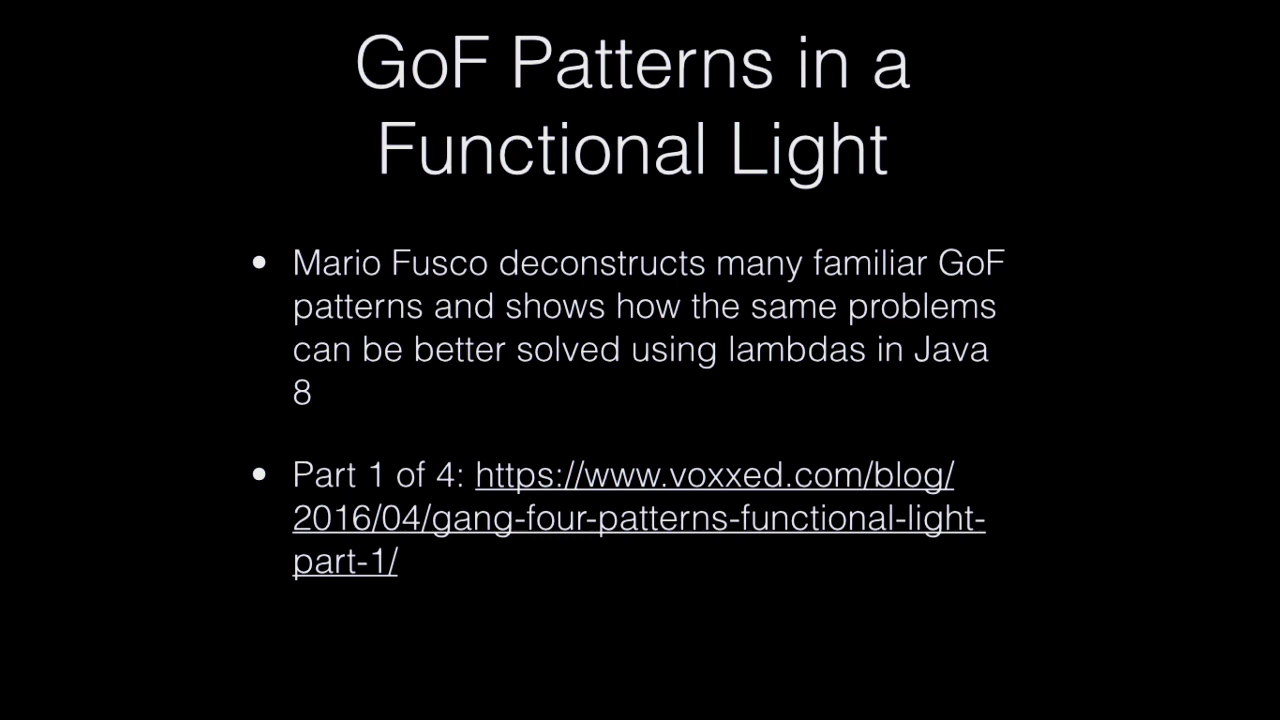 GoF Patterns in a
Functional Light
• Mario Fusco deconstructs many familiar GoF
patterns and shows how the same problems
can be better solved using lambdas in Java
8
• Part 1 of 4: https://www.voxxed.com/blog/
2016/04/gang-four-patterns-functional-light-
part-1/